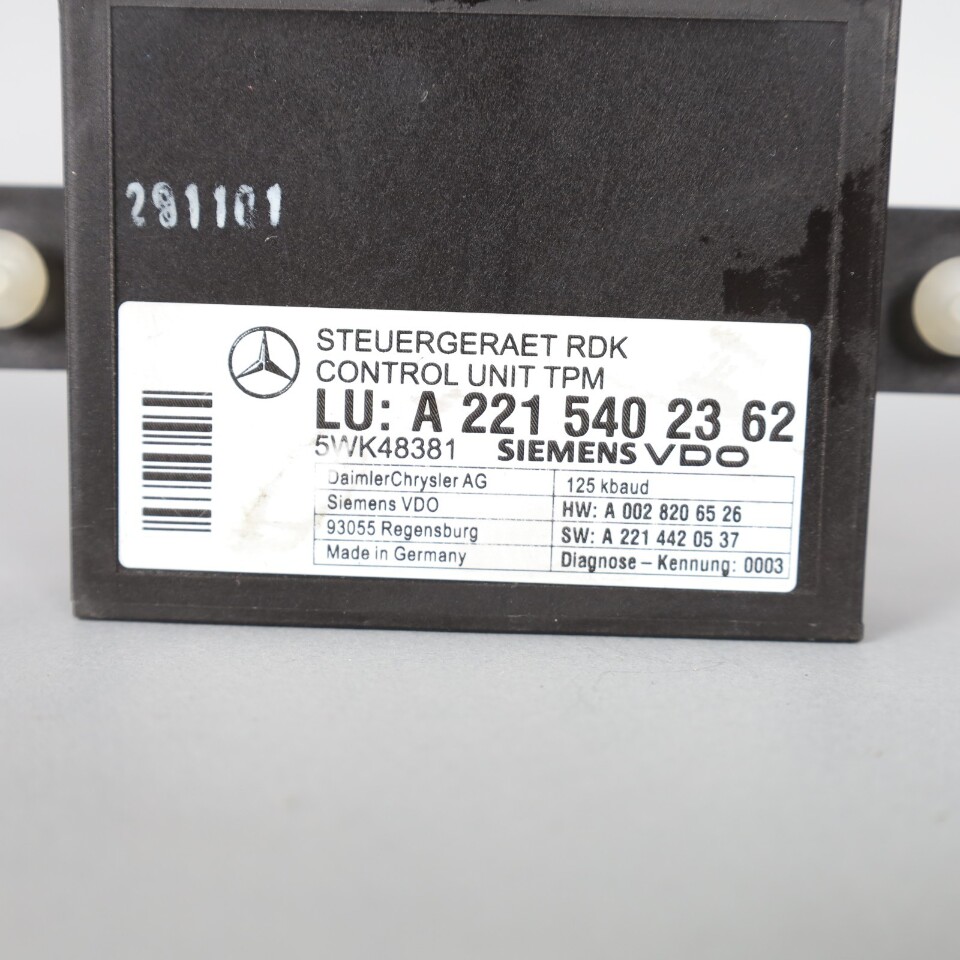 291101
STEUERGERAET RDK
CONTROL UNIT TPM
LU: A 221 540 23 62
5WK48381 SIEMENS VDO
DaimlerChrysler AG 125 kbaud
Siemens VDO HW: A 002 820 65 26
93055 Regensburg SW: A 221 442 05 37
Made in Germany Diagnose – Kennung: 0003